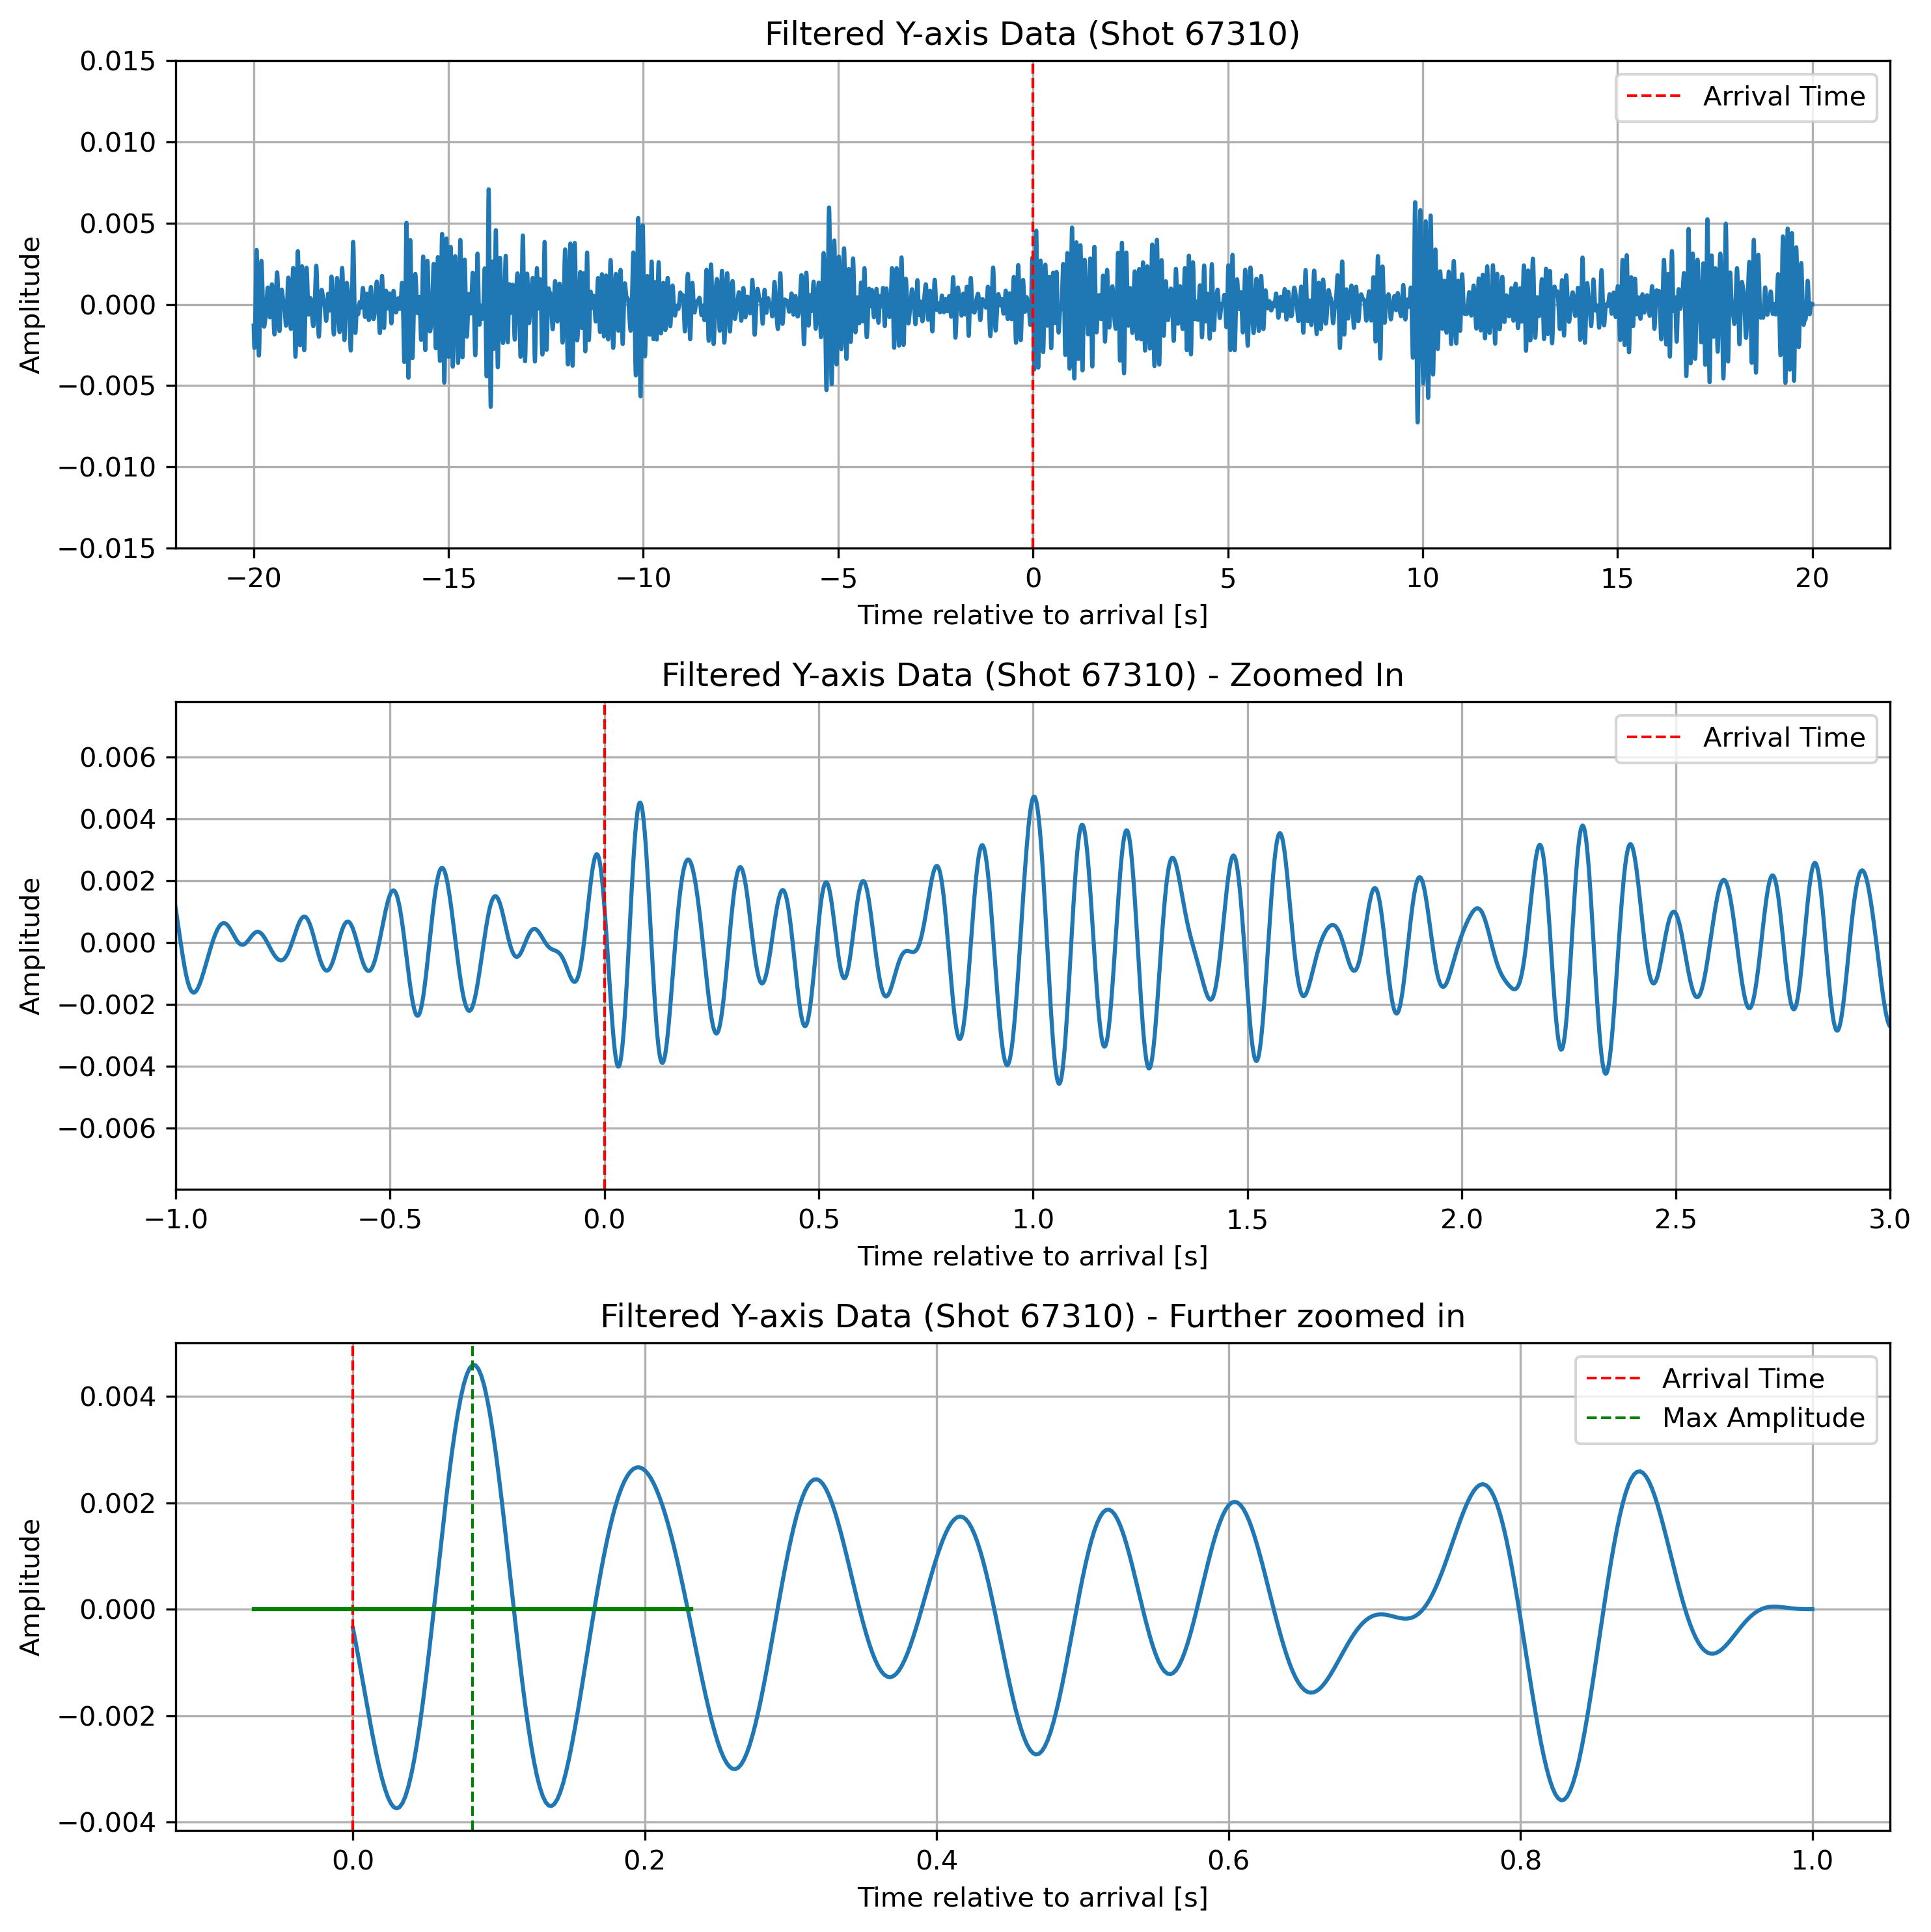 Filtered Y-axis Data (Shot 67310)
0.015
0.010
0.005
0.000
−0.005
−0.010
−0.015
Amplitude
Arrival Time
−20 −15 −10 −5 0 5 10 15 20
Time relative to arrival [s]
Filtered Y-axis Data (Shot 67310) - Zoomed In
0.006
0.004
0.002
0.000
−0.002
−0.004
−0.006
Amplitude
Arrival Time
−1.0 −0.5 0.0 0.5 1.0 1.5 2.0 2.5 3.0
Time relative to arrival [s]
Filtered Y-axis Data (Shot 67310) - Further zoomed in
0.004
0.002
0.000
−0.002
−0.004
Amplitude
Arrival Time
Max Amplitude
0.0 0.2 0.4 0.6 0.8 1.0
Time relative to arrival [s]